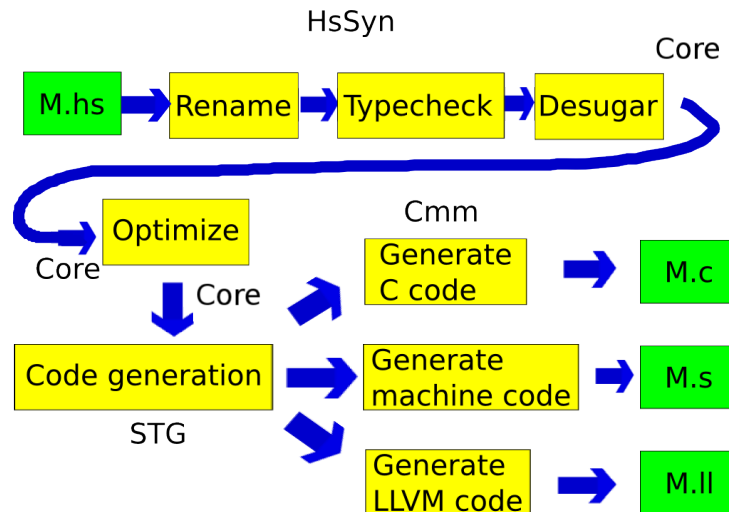 HsSyn
Core
M.hs
Rename
Typecheck
Desugar
Optimize
Core
Core
Cmm
Generate
C code
M.c
Code generation
STG
Generate
machine code
M.s
Generate
LLVM code
M.ll